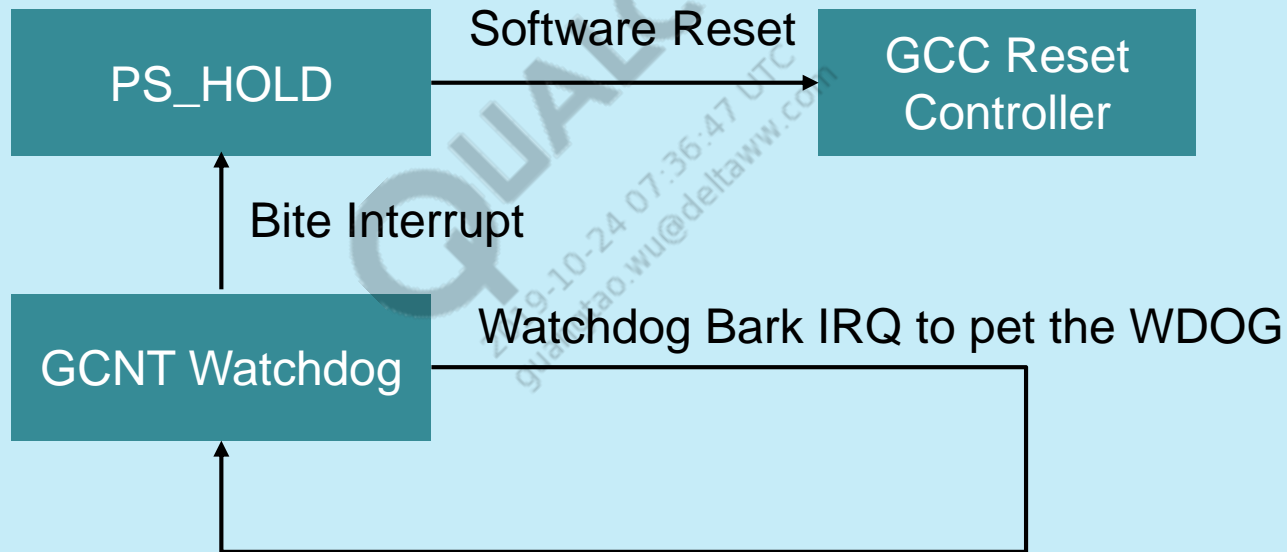 Software Reset
PS_HOLD
GCC Reset
Controller
Bite Interrupt
GCNT Watchdog
Watchdog Bark IRQ to pet the WDOG